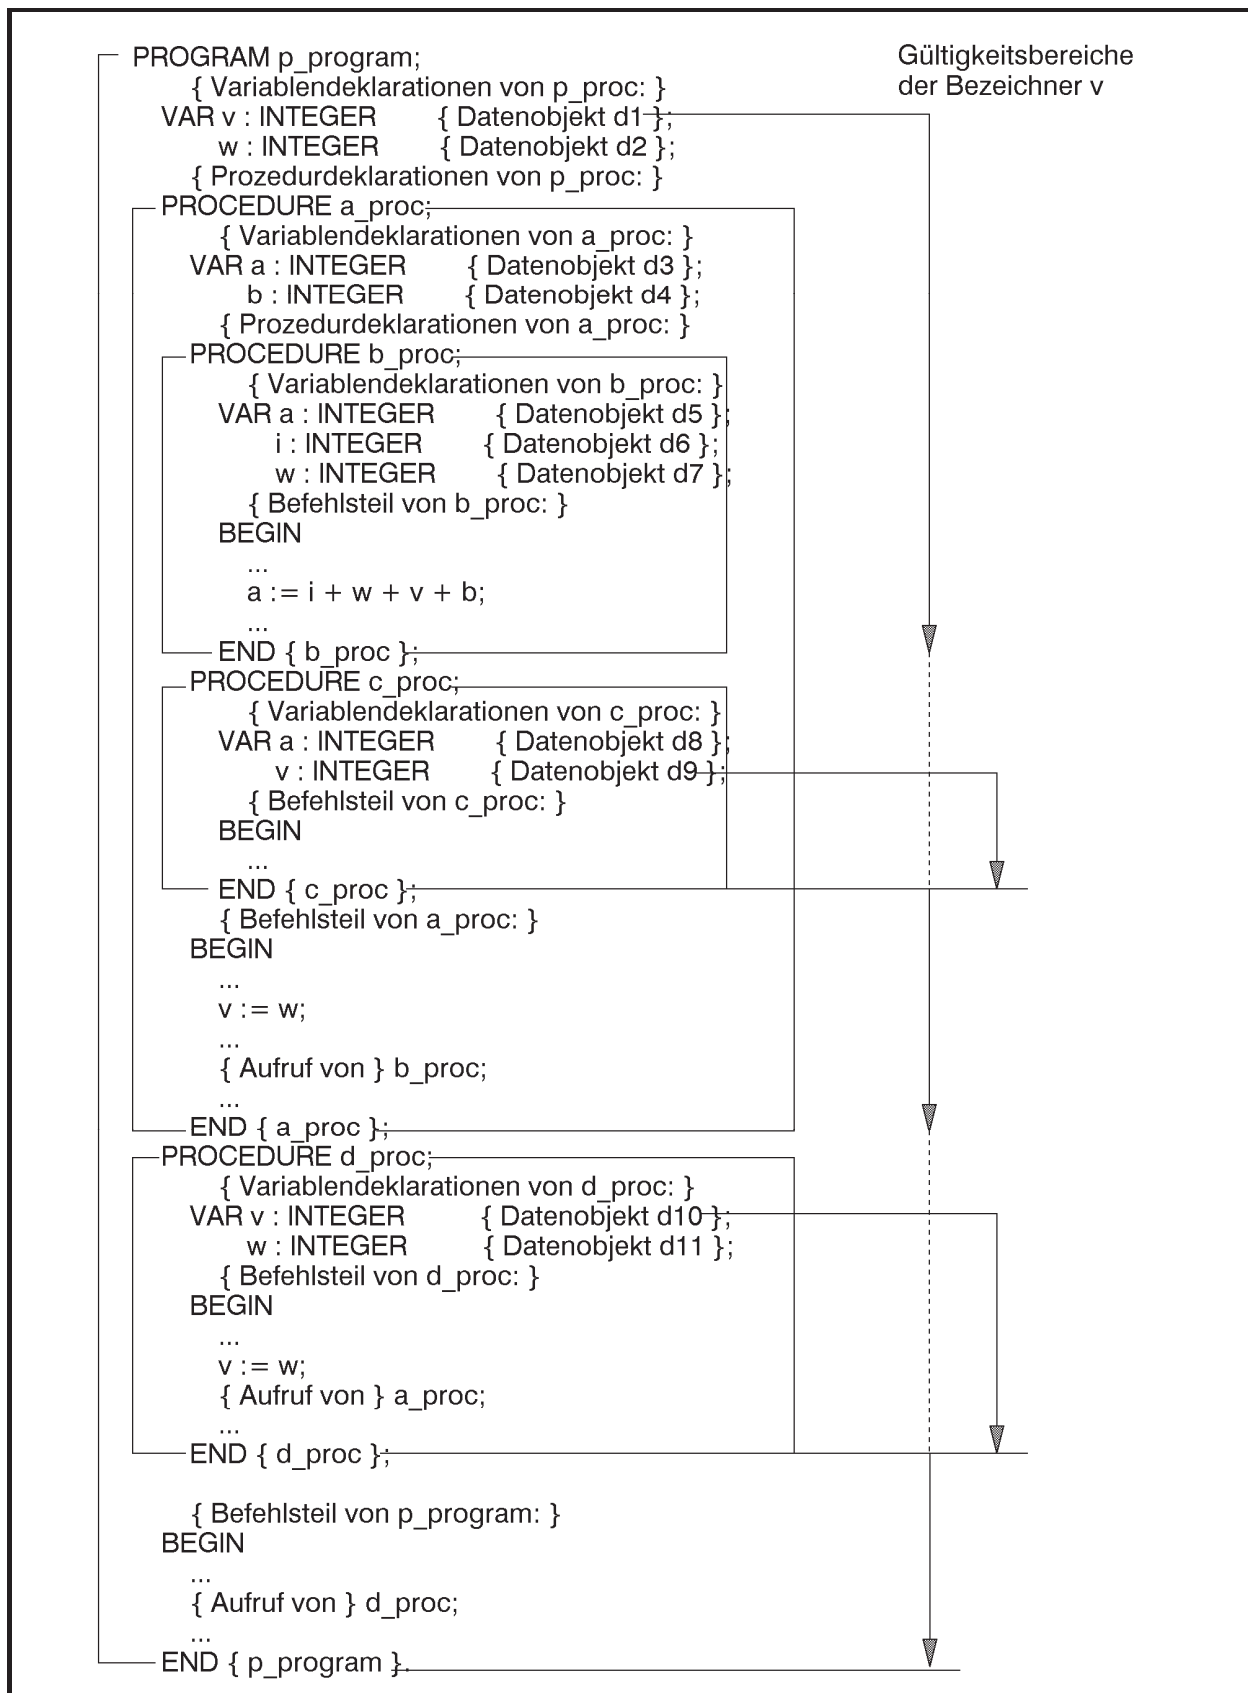 PROGRAM p_program;
Gültigkeitsbereiche
der Bezeichner v
{ Variablendeklarationen von p_proc: }
VAR v : INTEGER { Datenobjekt d1 };
w : INTEGER { Datenobjekt d2 };
{ Prozedurdeklarationen von p_proc: }
PROCEDURE a_proc;
{ Variablendeklarationen von a_proc: }
VAR a : INTEGER { Datenobjekt d3 };
b : INTEGER { Datenobjekt d4 };
{ Prozedurdeklarationen von a_proc: }
PROCEDURE b_proc;
{ Variablendeklarationen von b_proc: }
VAR a : INTEGER { Datenobjekt d5 };
i : INTEGER { Datenobjekt d6 };
w : INTEGER { Datenobjekt d7 };
{ Befehlsteil von b_proc: }
BEGIN
...
a := i + w + v + b;
...
END { b_proc };
PROCEDURE c_proc;
{ Variablendeklarationen von c_proc: }
VAR a : INTEGER { Datenobjekt d8 };
v : INTEGER { Datenobjekt d9 };
{ Befehlsteil von c_proc: }
BEGIN
...
END { c_proc };
{ Befehlsteil von a_proc: }
BEGIN
...
v := w;
...
{ Aufruf von } b_proc;
...
END { a_proc };
PROCEDURE d_proc;
{ Variablendeklarationen von d_proc: }
VAR v : INTEGER { Datenobjekt d10 };
w : INTEGER { Datenobjekt d11 };
{ Befehlsteil von d_proc: }
BEGIN
...
v := w;
{ Aufruf von } a_proc;
...
END { d_proc };
{ Befehlsteil von p_program: }
BEGIN
...
{ Aufruf von } d_proc;
...
END { p_program }.